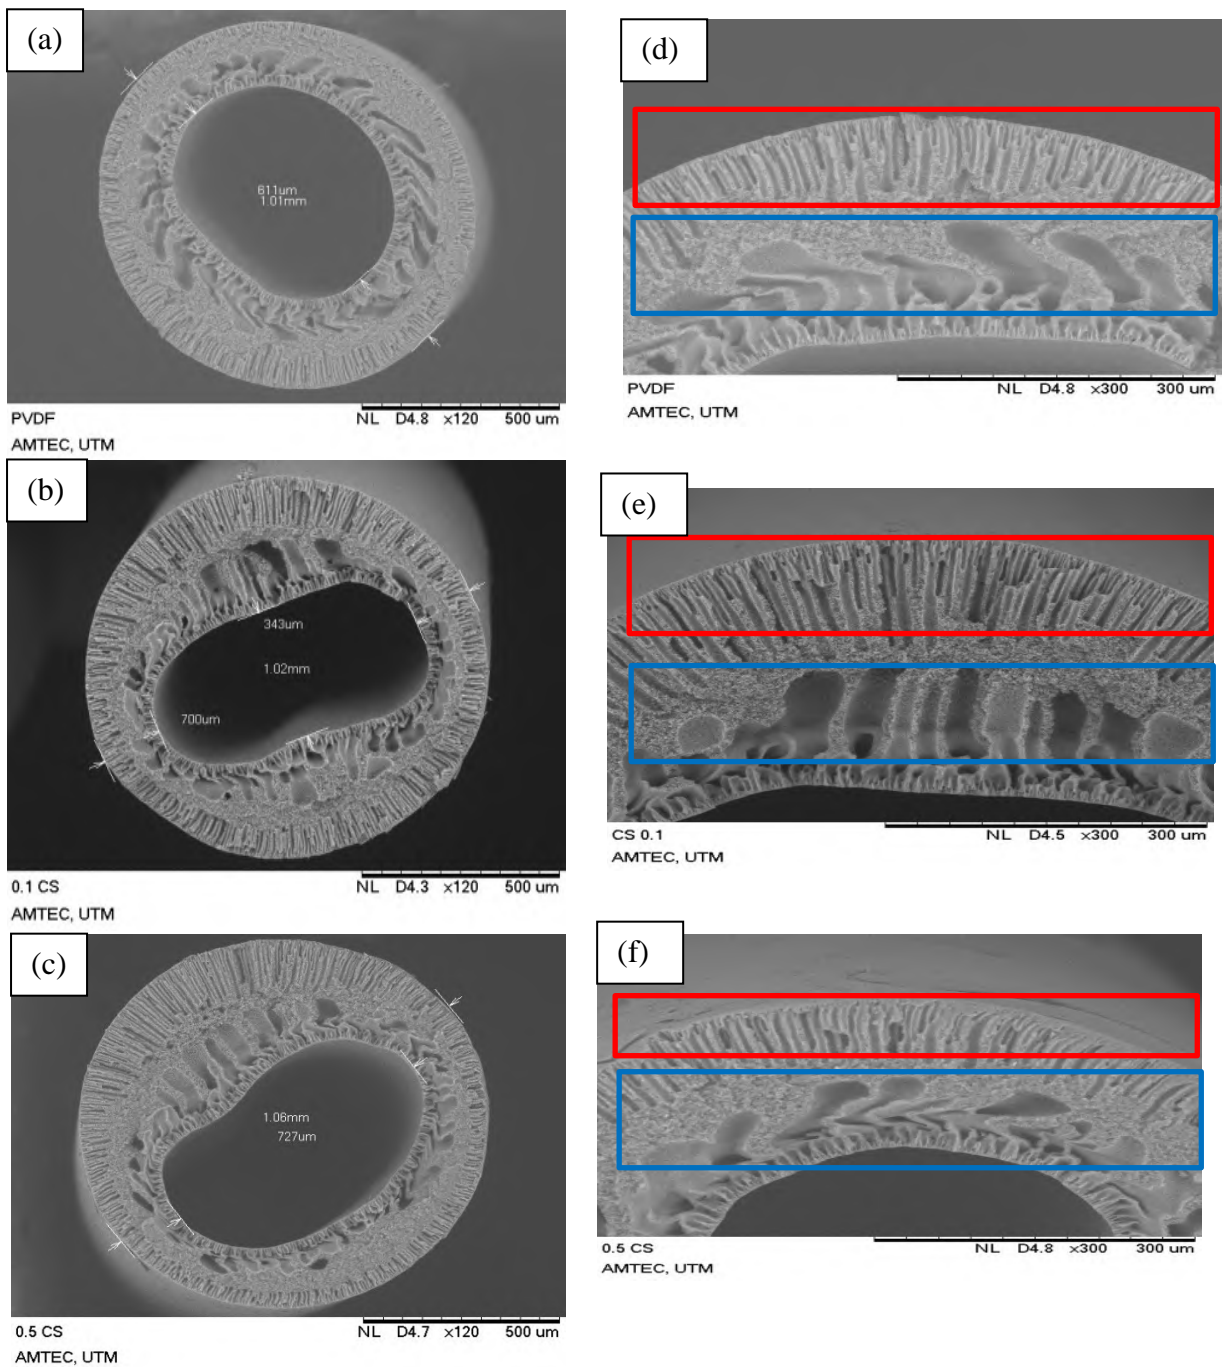 (a)
611um
1.01mm
PVDF
NL D4.8 x120 500 um
AMTEC, UTM
(d)
PVDF
NL D4.8 x300 300 um
AMTEC, UTM
(b)
343um
1.02mm
700um
0.1 CS
NL D4.3 x120 500 um
AMTEC, UTM
(e)
CS 0.1
NL D4.5 x300 300 um
AMTEC, UTM
(c)
1.06mm
727um
0.5 CS
NL D4.7 x120 500 um
AMTEC, UTM
(f)
0.5 CS
NL D4.8 x300 300 um
AMTEC, UTM